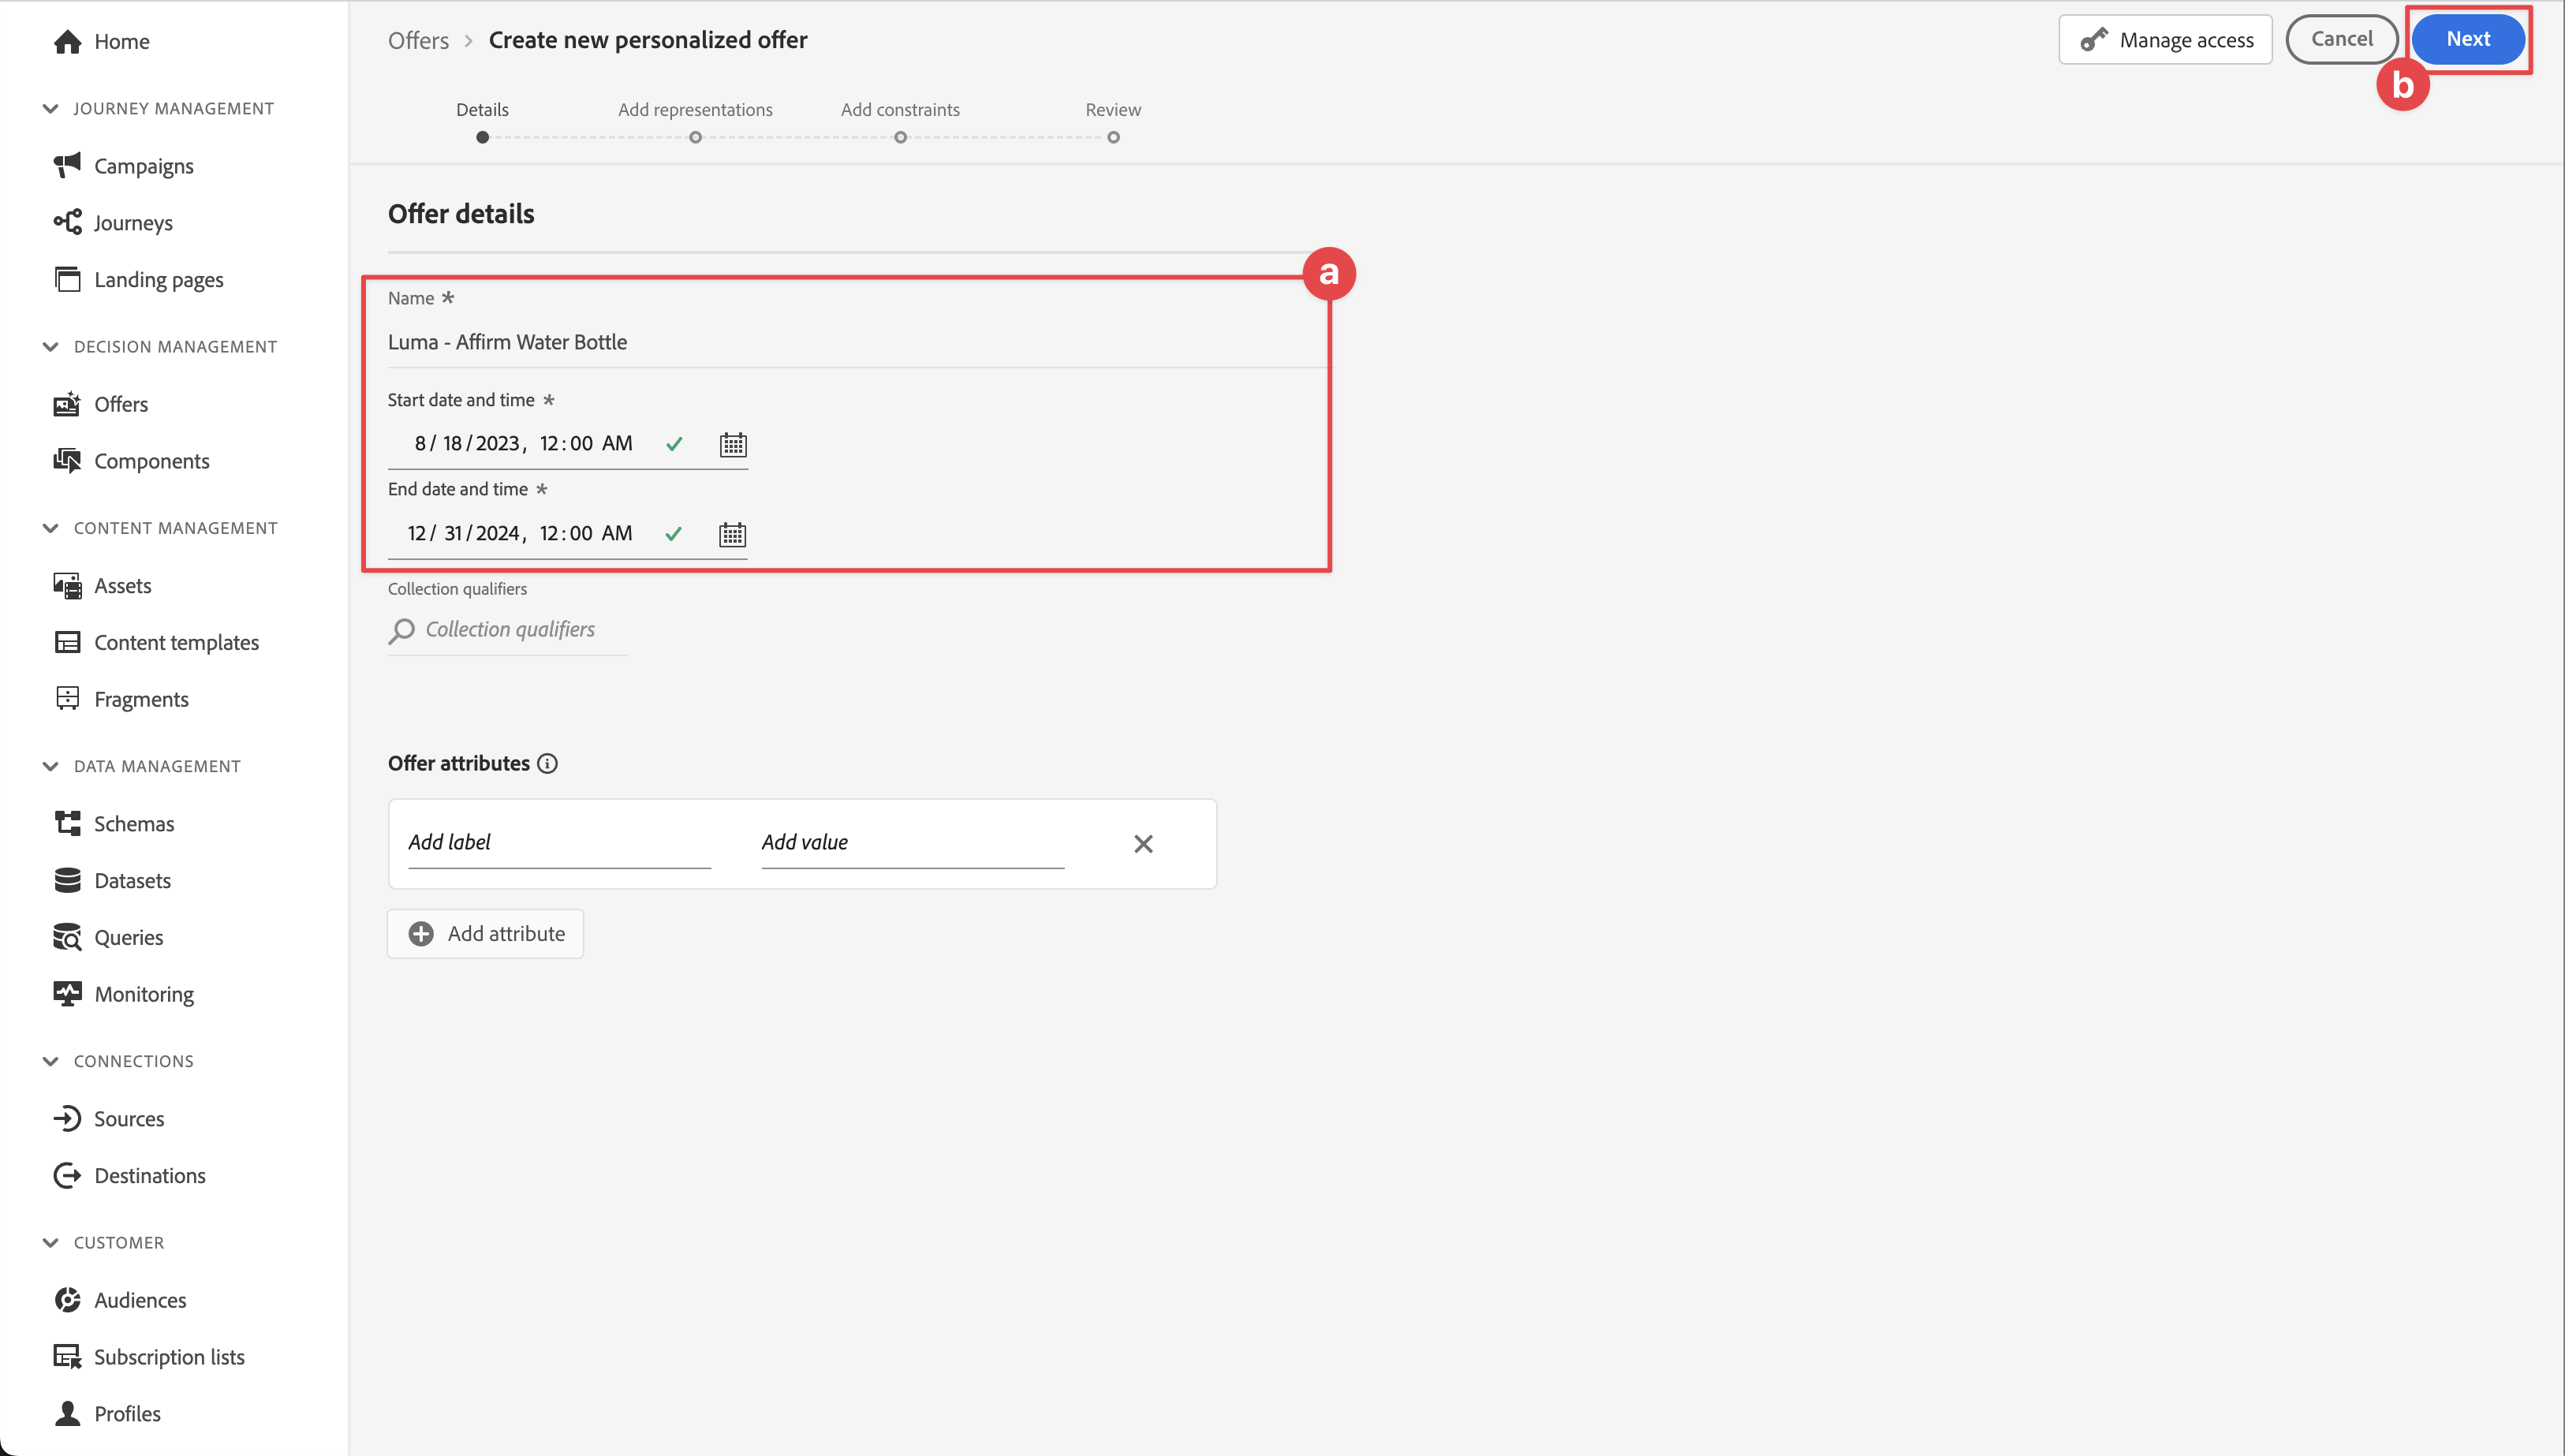 Home
JOURNEY MANAGEMENT
Campaigns
Journeys
Landing pages
DECISION MANAGEMENT
Offers
Components
CONTENT MANAGEMENT
Assets
Content templates
Fragments
DATA MANAGEMENT
Schemas
Datasets
Queries
Monitoring
CONNECTIONS
Sources
Destinations
CUSTOMER
Audiences
Subscription lists
Profiles
Offers > Create new personalized offer
Manage access
Cancel
Next
b
Details
Add representations
Add constraints
Review
Offer details
a
Name *
Luma - Affirm Water Bottle
Start date and time *
8/ 18/2023, 12:00 AM
End date and time *
12/ 31/2024, 12:00 AM
Collection qualifiers
Collection qualifiers
Offer attributes
Add label
Add value
Add attribute